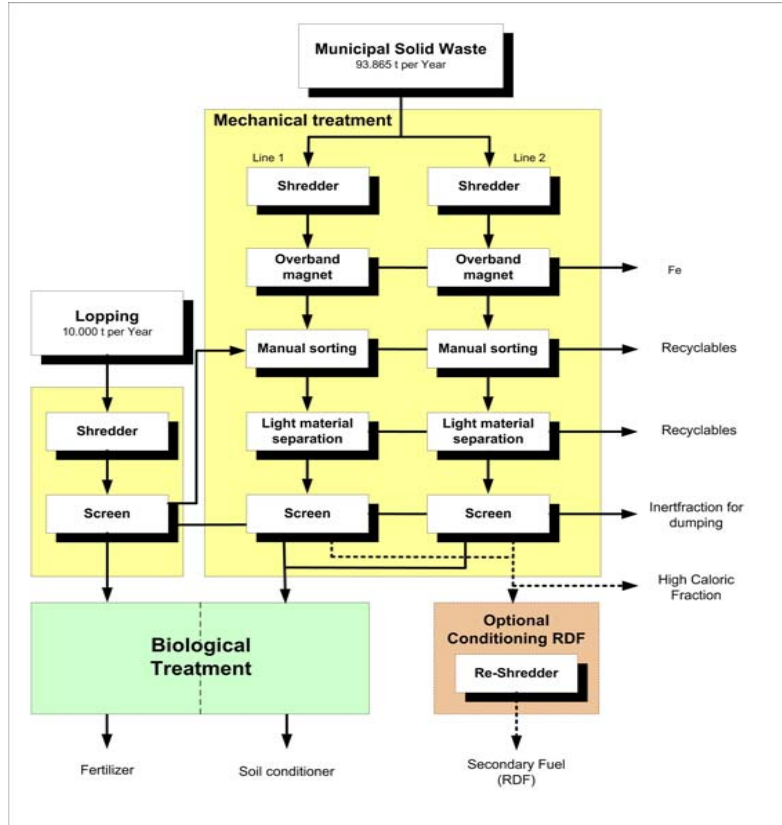 Municipal Solid Waste
93.865 t per Year
Mechanical treatment
Line 1
Line 2
Shredder
Shredder
Overband
magnet
Overband
magnet
Fe
Lopping
10.000 t per Year
Manual sorting
Manual sorting
Recyclables
Shredder
Light material
separation
Light material
separation
Recyclables
Screen
Screen
Screen
Inertfraction for
dumping
High Caloric
Fraction
Biological
Treatment
Optional
Conditioning RDF
Re-Shredder
Fertilizer
Soil conditioner
Secondary Fuel
(RDF)